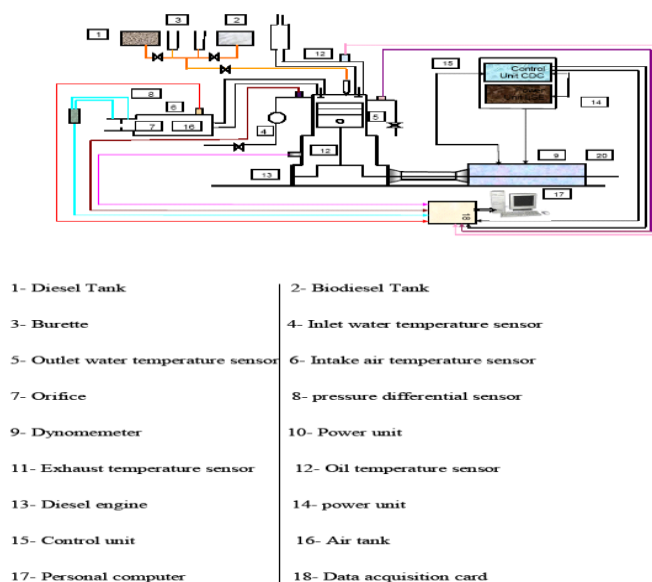 3 2
1 12
15 Control
Unit CDC
8 14
6
7 16 4 5
12 9 20
13 17
18
1- Diesel Tank 2- Biodiesel Tank
3- Burette 4- Inlet water temperature sensor
5- Outlet water temperature sensor 6- Intake air temperature sensor
7- Orifice 8- pressure differential sensor
9- Dynomemeter 10- Power unit
11- Exhaust temperature sensor 12- Oil temperature sensor
13- Diesel engine 14- power unit
15- Control unit 16- Air tank
17- Personal computer 18- Data acquisition card